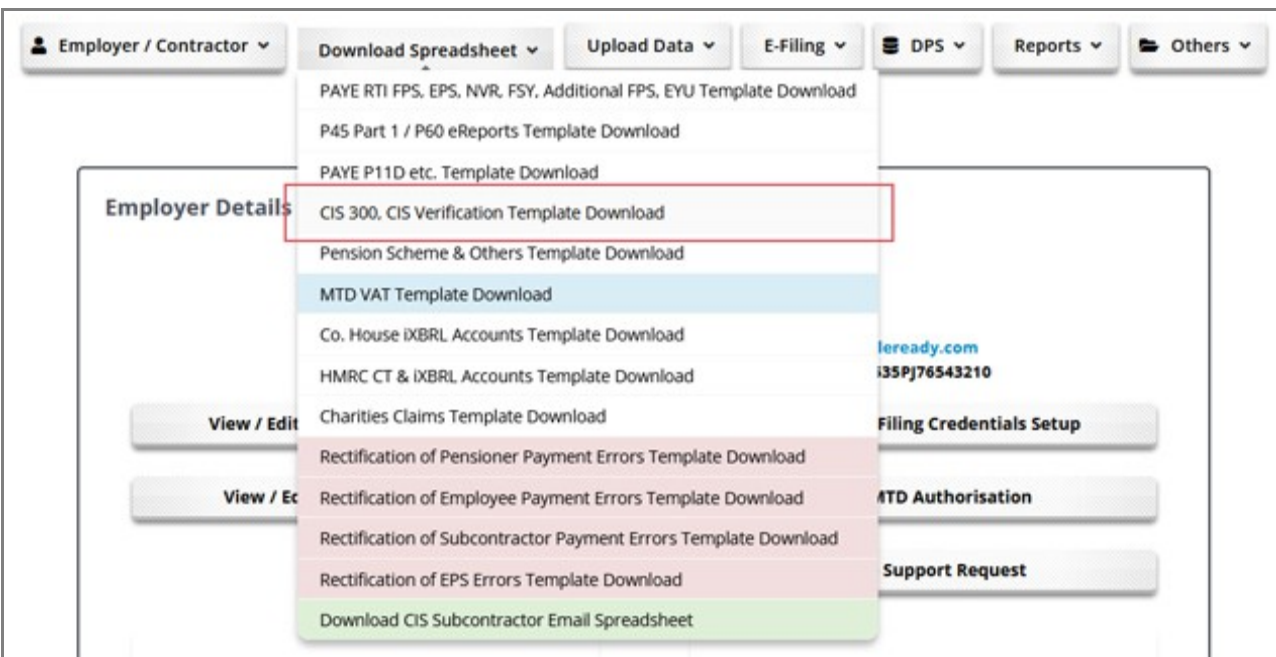 Employer / Contractor
Download Spreadsheet
Upload Data
E-Filing
DPS
Reports
Others
PAYE RTI FPS, EPS, NVR, FSY, Additional FPS, EYU Template Download
P45 Part 1 / P60 eReports Template Download
PAYE P11D etc. Template Download
Employer Details
CIS 300, CIS Verification Template Download
Pension Scheme & Others Template Download
MTD VAT Template Download
Co. House iXBRL Accounts Template Download
leready.com
HMRC CT & iXBRL Accounts Template Download
35PJ76543210
Charities Claims Template Download
View / Edit
Filing Credentials Setup
Rectification of Pensioner Payment Errors Template Download
Rectification of Employee Payment Errors Template Download
View / Ed
MTD Authorisation
Rectification of Subcontractor Payment Errors Template Download
Rectification of EPS Errors Template Download
Support Request
Download CIS Subcontractor Email Spreadsheet